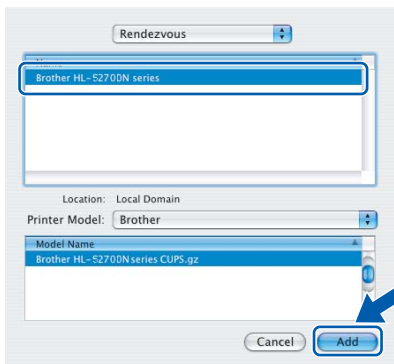 Rendezvous
Name
Brother HL-5270DN series
Location: Local Domain
Printer Model: Brother
Model Name
Brother HL-5270DN series CUPS.gz
Cancel Add